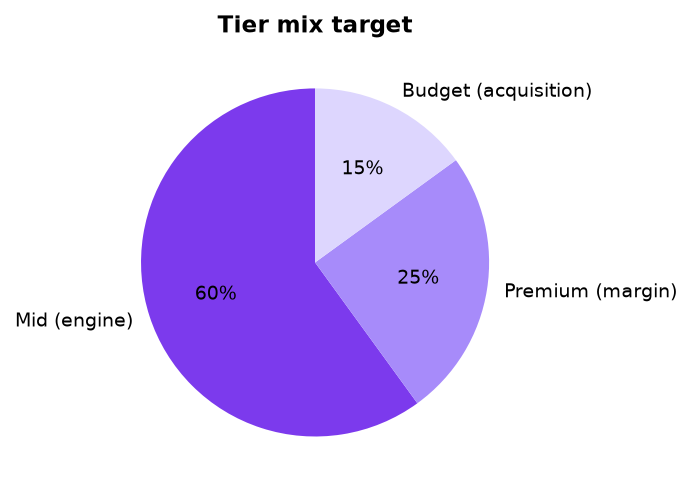 Tier mix target
Budget (acquisition)
15%
25%
Premium (margin)
60%
Mid (engine)